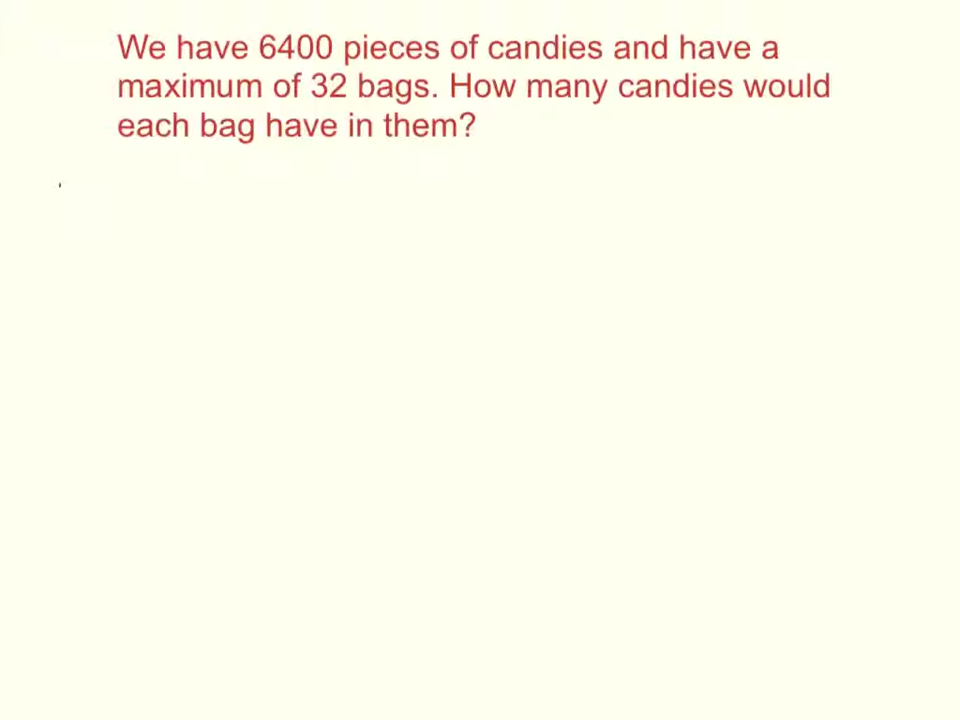 We have 6400 pieces of candies and have a
maximum of 32 bags. How many candies would
each bag have in them?